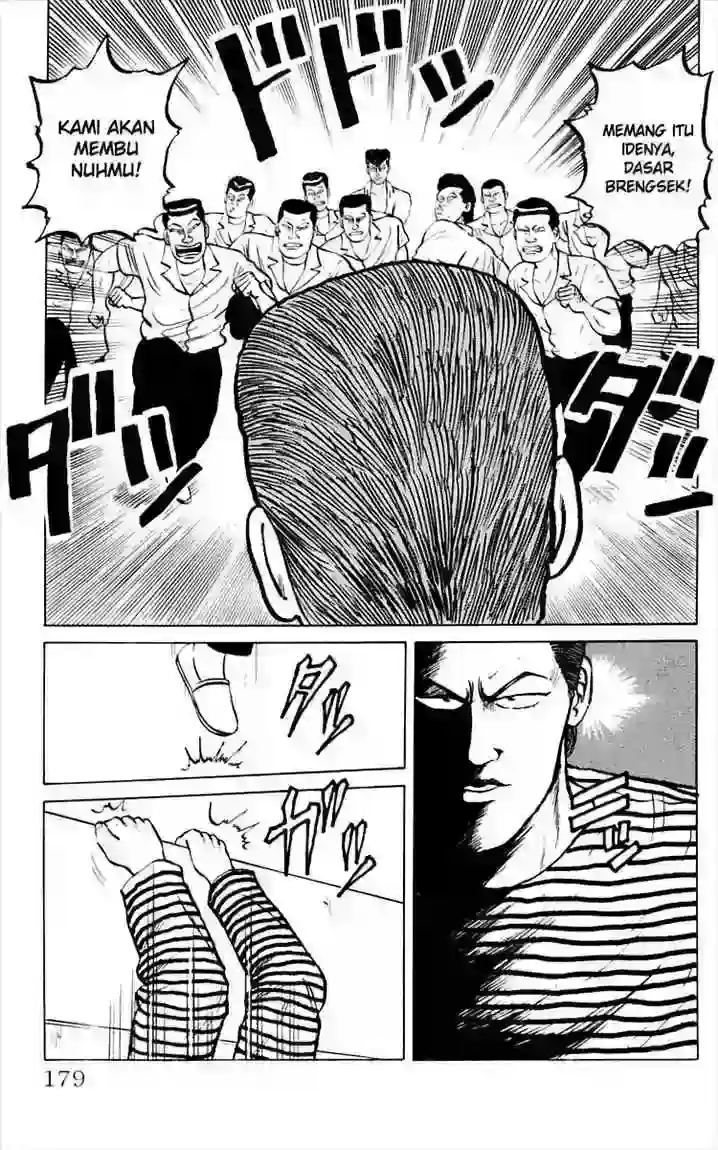 ドドッ
MEMANG ITU
IDENYA,
DASAR
BRENGSEK!
KAMI AKAN
MEMBU
NUHMU!
ダッ
ダッ
タッ
ガッ
179